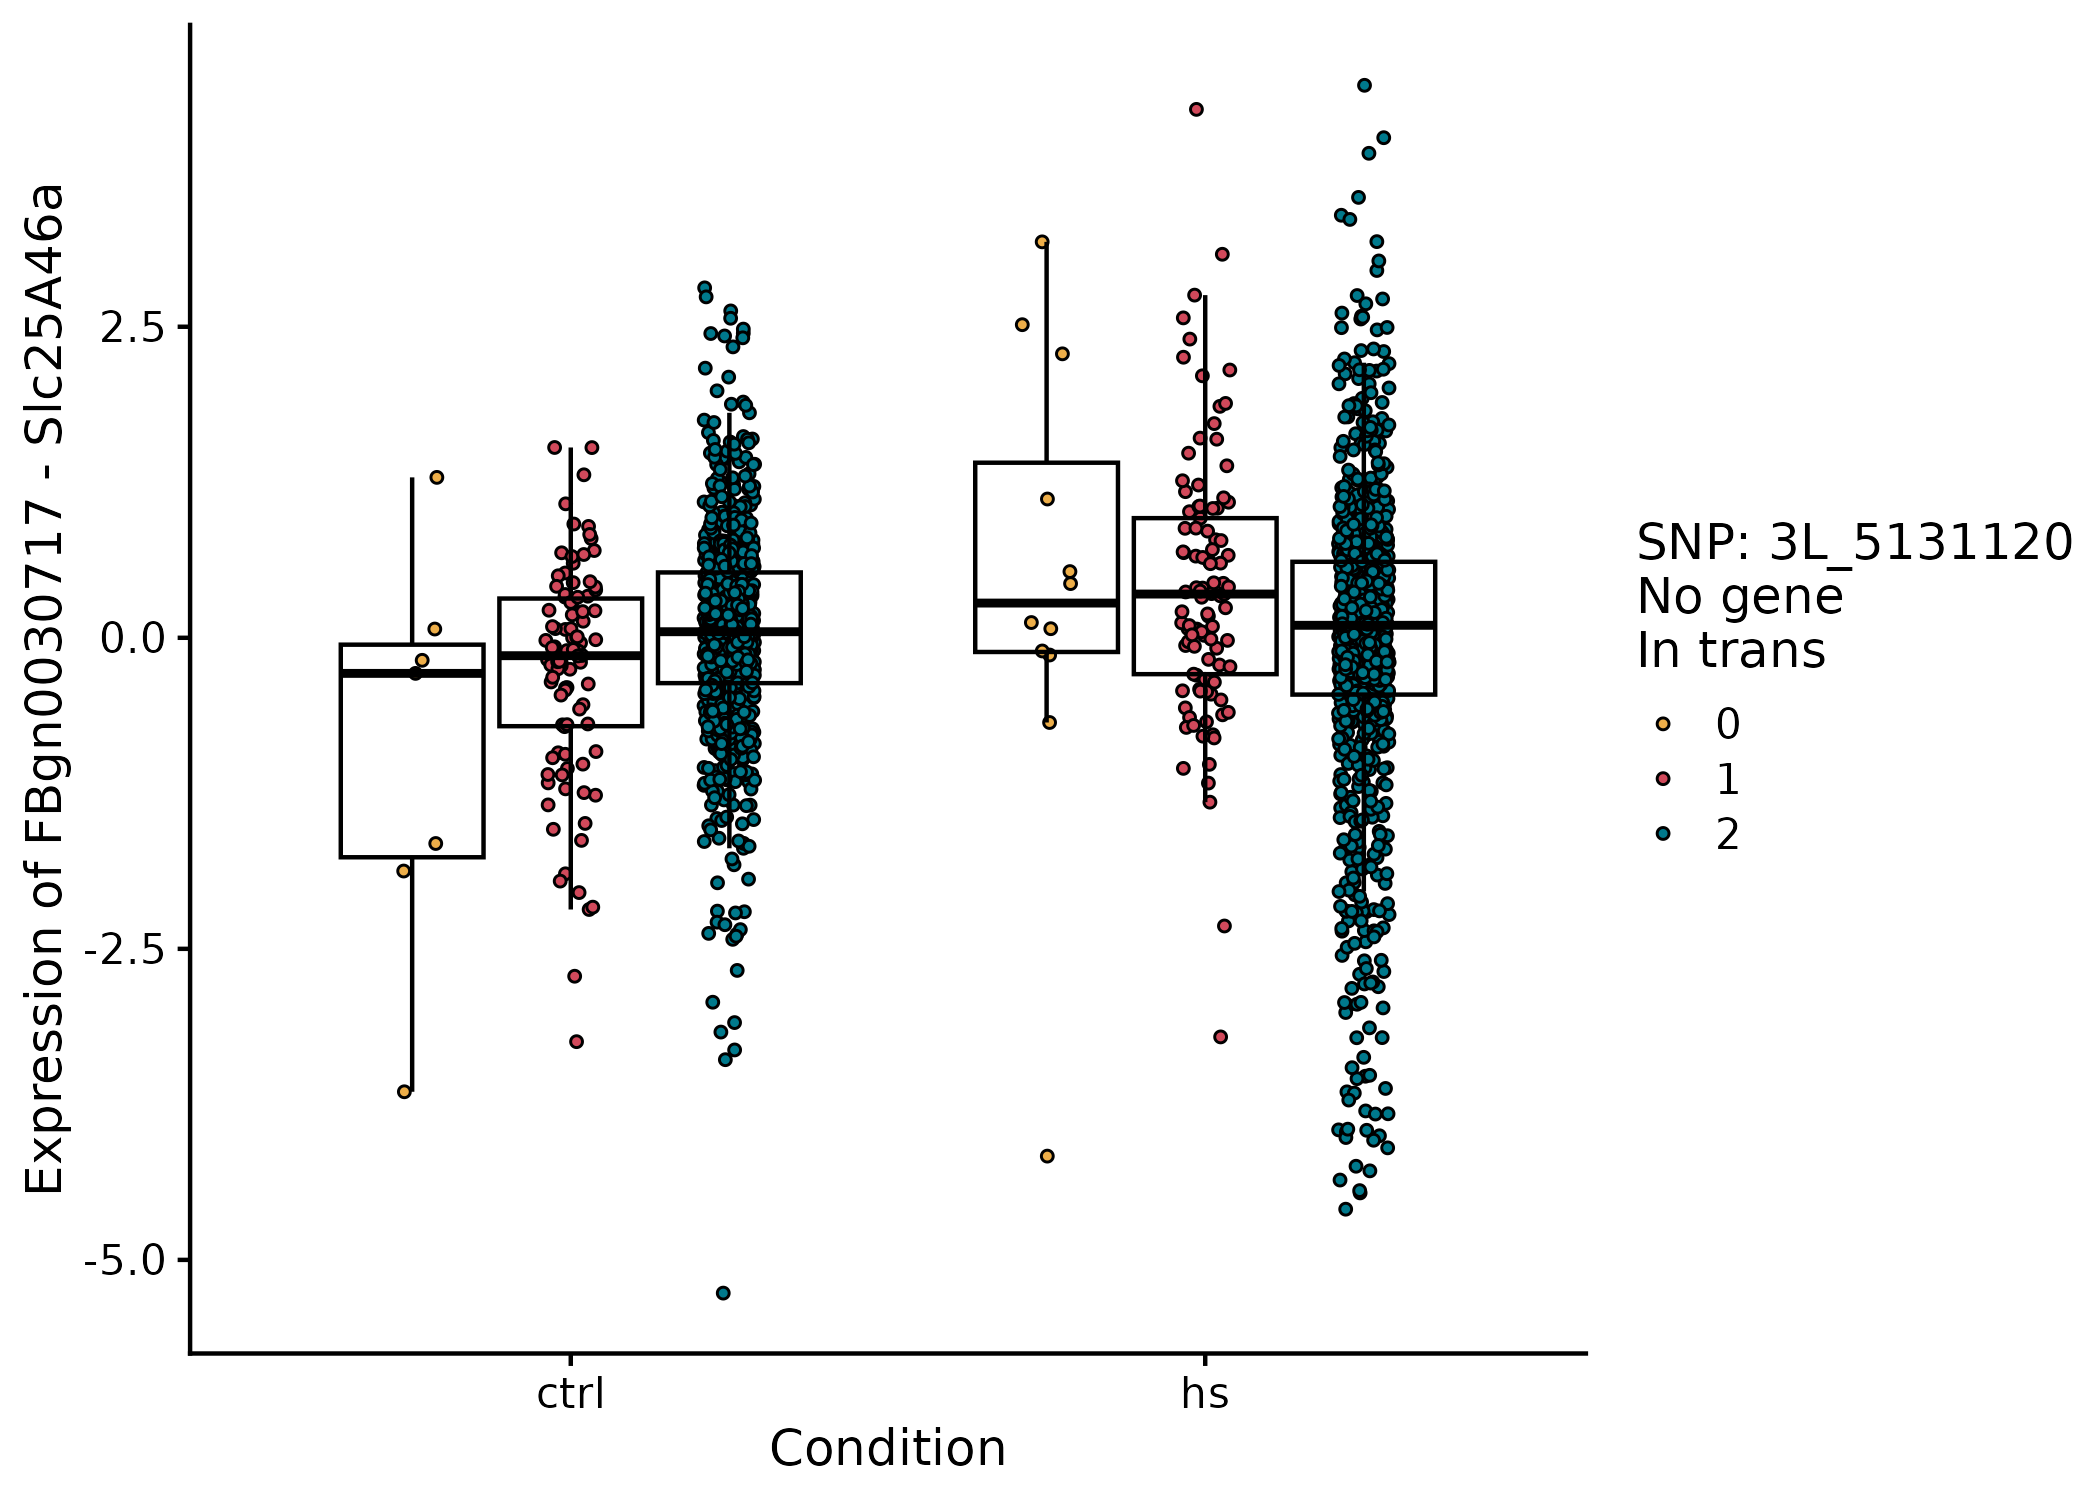 Expression of FBgn0030717 - Slc25A46a
2.5
0.0
-2.5
-5.0
ctrl
hs
Condition
SNP: 3L_5131120
No gene
In trans
0
1
2